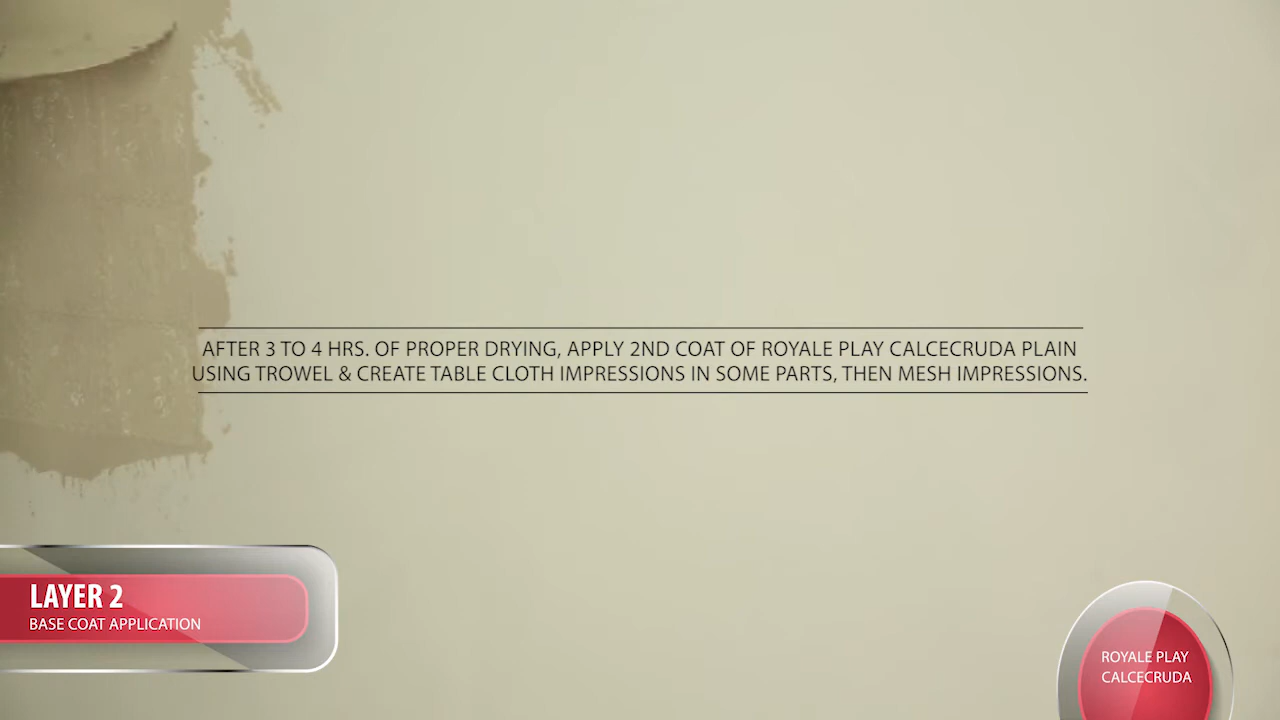 AFTER 3 TO 4 HRS. OF PROPER DRYING, APPLY 2ND COAT OF ROYALE PLAY CALCECRUDA PLAIN
USING TROWEL & CREATE TABLE CLOTH IMPRESSIONS IN SOME PARTS, THEN MESH IMPRESSIONS.
LAYER 2
BASE COAT APPLICATION
ROYALE PLAY
CALCECRUDA